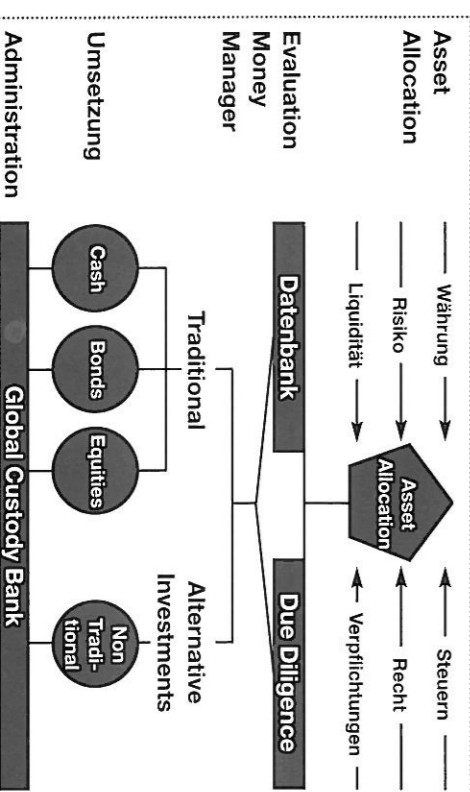 Asset
Allocation
Währung
Risiko
Liquidität
Asset
Allocation
Steuern
Recht
Verpflichtungen
Evaluation
Money
Manager
Datenbank
Due Diligence
Traditional
Alternative
Investments
Umsetzung
Cash
Bonds
Equities
Non
Tradi-
tional
Administration
Global Custody Bank